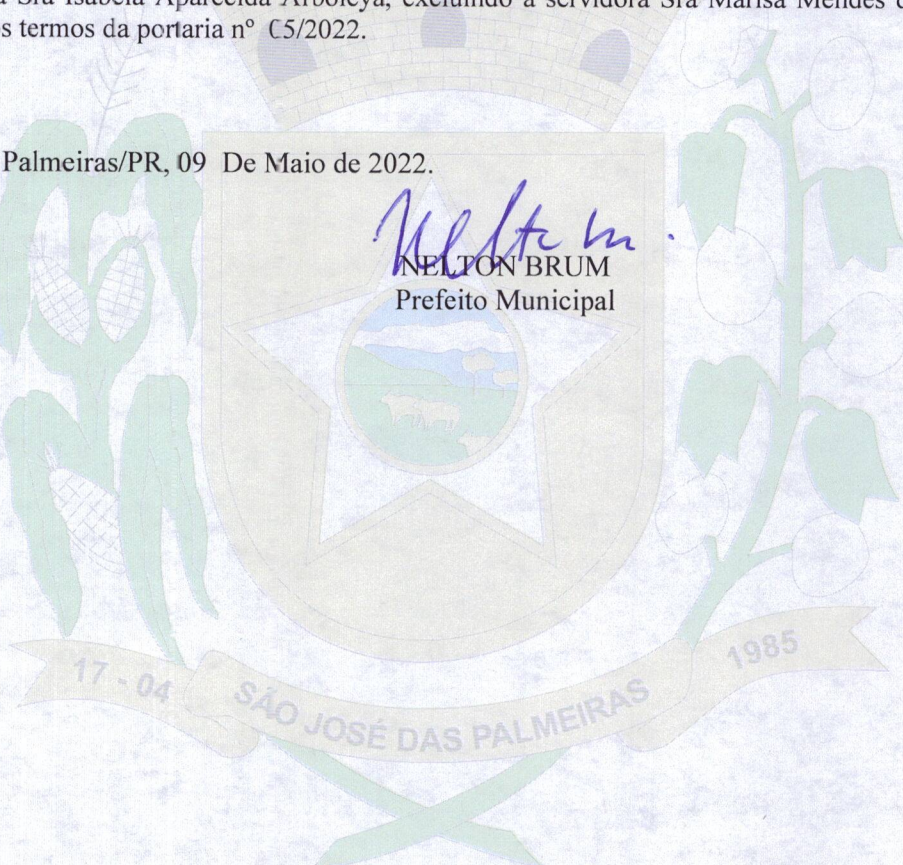 a Sra Isabela Aparecida Arboleya, excluindo a servidora Sra Marisa Mendes
s termos da portaria nº C5/2022.
Palmeiras/PR, 09 De Maio de 2022.
NELTON BRUM
Prefeito Municipal
17 - 04 SÃO JOSÉ DAS PALMEIRAS 1985